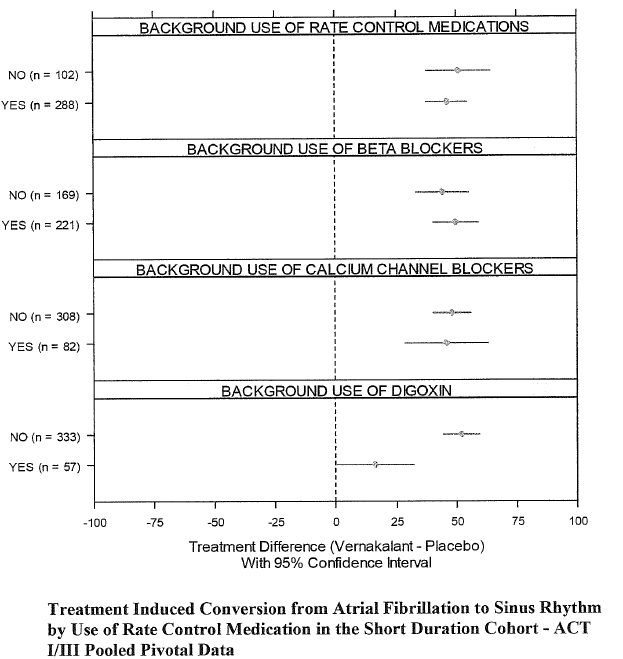 BACKGROUND USE OF RATE CONTROL MEDICATIONS
NO (n = 102)
YES (n = 288)
BACKGROUND USE OF BETA BLOCKERS
NO (n = 169)
YES (n = 221)
BACKGROUND USE OF CALCIUM CHANNEL BLOCKERS
NO (n = 308)
YES (n = 82)
BACKGROUND USE OF DIGOXIN
NO (n = 333)
YES (n = 57)
-100 -75 -50 -25 0 25 50 75 100
Treatment Difference (Vernakalant - Placebo)
With 95% Confidence Interval
Treatment Induced Conversion from Atrial Fibrillation to Sinus Rhythm
by Use of Rate Control Medication in the Short Duration Cohort - ACT
I/III Pooled Pivotal Data